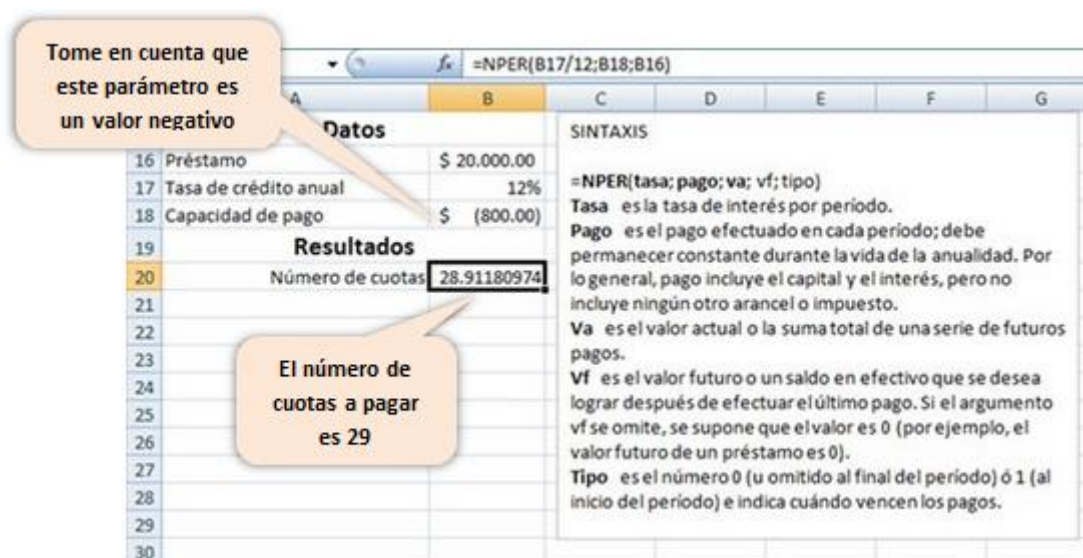 Tome en cuenta que
este parámetro es
un valor negativo
fx =NPER(B17/12;B18;B16)
A B C D E F G
Datos
16 Préstamo $ 20.000.00
17 Tasa de crédito anual 12%
18 Capacidad de pago $ (800.00)
19 Resultados
20 Número de cuotas 28.91180974
21
22
23
24
25
26
27
28
29
30
El número de
cuotas a pagar
es 29
SINTAXIS
=NPER(tasa; pago; va; vf; tipo)
Tasa es la tasa de interés por período.
Pago es el pago efectuado en cada período; debe
permanecer constante durante la vida de la anualidad. Por
lo general, pago incluye el capital y el interés, pero no
incluye ningún otro arancel o impuesto.
Va es el valor actual o la suma total de una serie de futuros
pagos.
Vf es el valor futuro o un saldo en efectivo que se desea
lograr después de efectuar el último pago. Si el argumento
vf se omite, se supone que el valor es 0 (por ejemplo, el
valor futuro de un préstamo es 0).
Tipo es el número 0 (u omitido al final del período) ó 1 (al
inicio del período) e indica cuándo vencen los pagos.